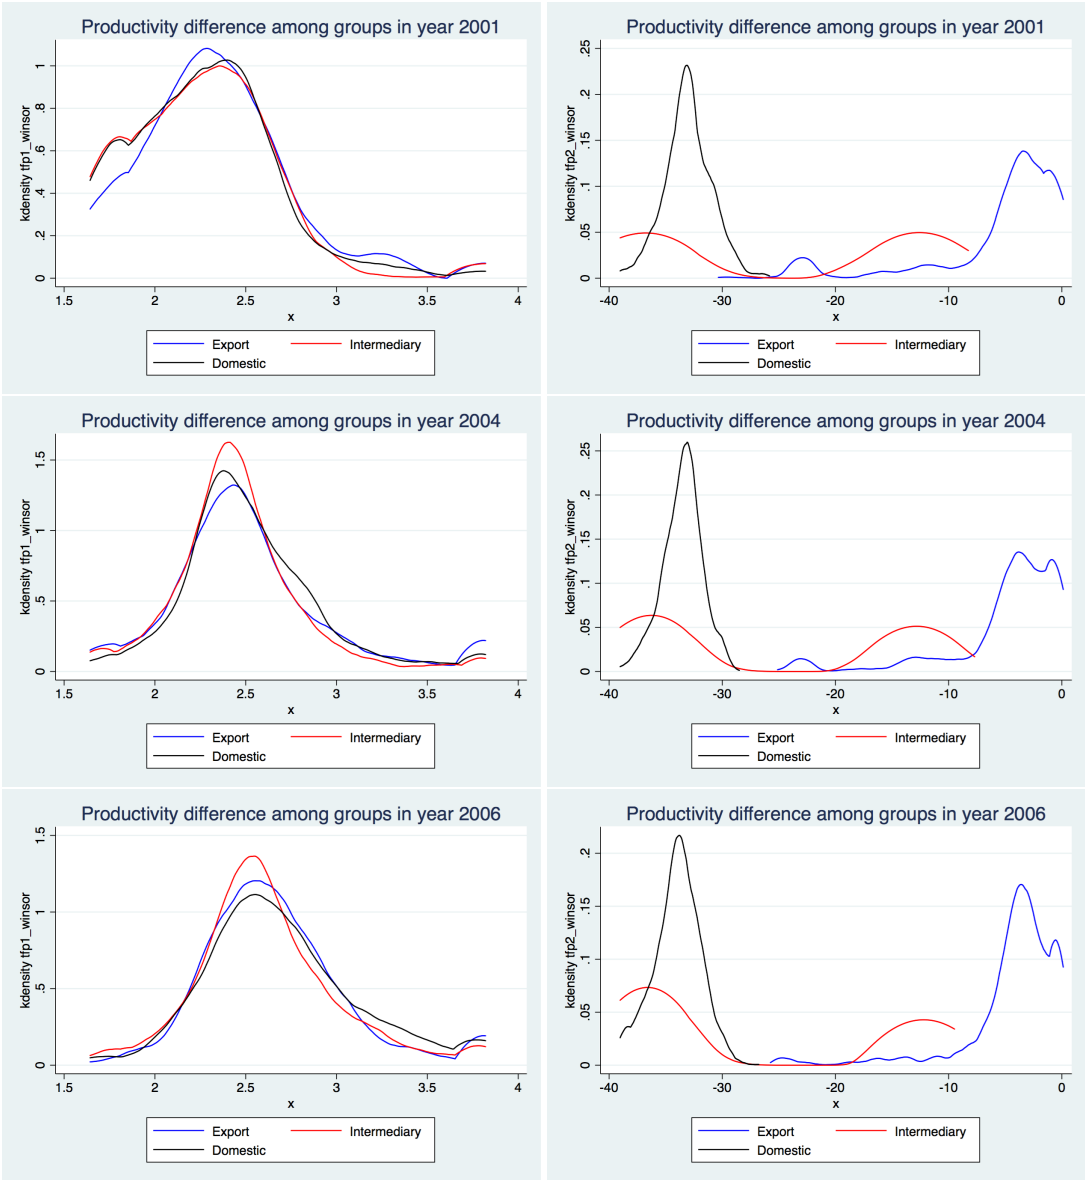 Productivity difference among groups in year 2001
kdensity tfp1_winsor
1
.8
.6
.4
.2
0
1.5 2 2.5 3 3.5 4
x
Export Intermediary
Domestic
Productivity difference among groups in year 2001
kdensity tfp2_winsor
.25
.2
.15
.1
.05
0
-40 -30 -20 -10 0
x
Export Intermediary
Domestic
Productivity difference among groups in year 2004
kdensity tfp1_winsor
1.5
1
.5
0
1.5 2 2.5 3 3.5 4
x
Export Intermediary
Domestic
Productivity difference among groups in year 2004
kdensity tfp2_winsor
.25
.2
.15
.1
.05
0
-40 -30 -20 -10 0
x
Export Intermediary
Domestic
Productivity difference among groups in year 2006
kdensity tfp1_winsor
1.5
1
.5
0
1.5 2 2.5 3 3.5 4
x
Export Intermediary
Domestic
Productivity difference among groups in year 2006
kdensity tfp2_winsor
.2
.15
.1
.05
0
-40 -30 -20 -10 0
x
Export Intermediary
Domestic